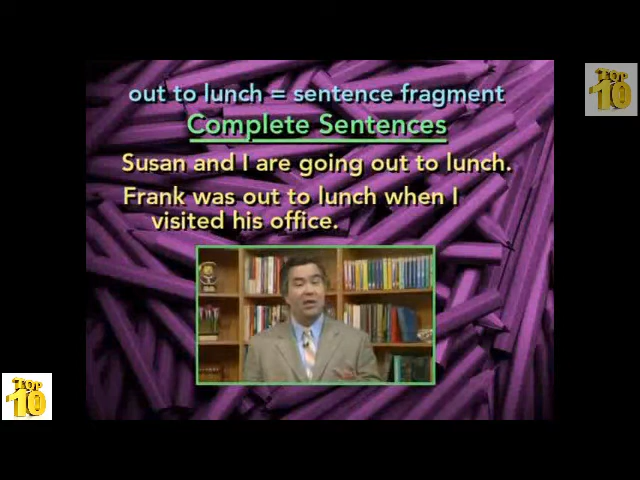 out to lunch = sentence fragment
TOP
10
Complete Sentences
Susan and I are going out to lunch.
Frank was out to lunch when I
visited his office.
TOP
10